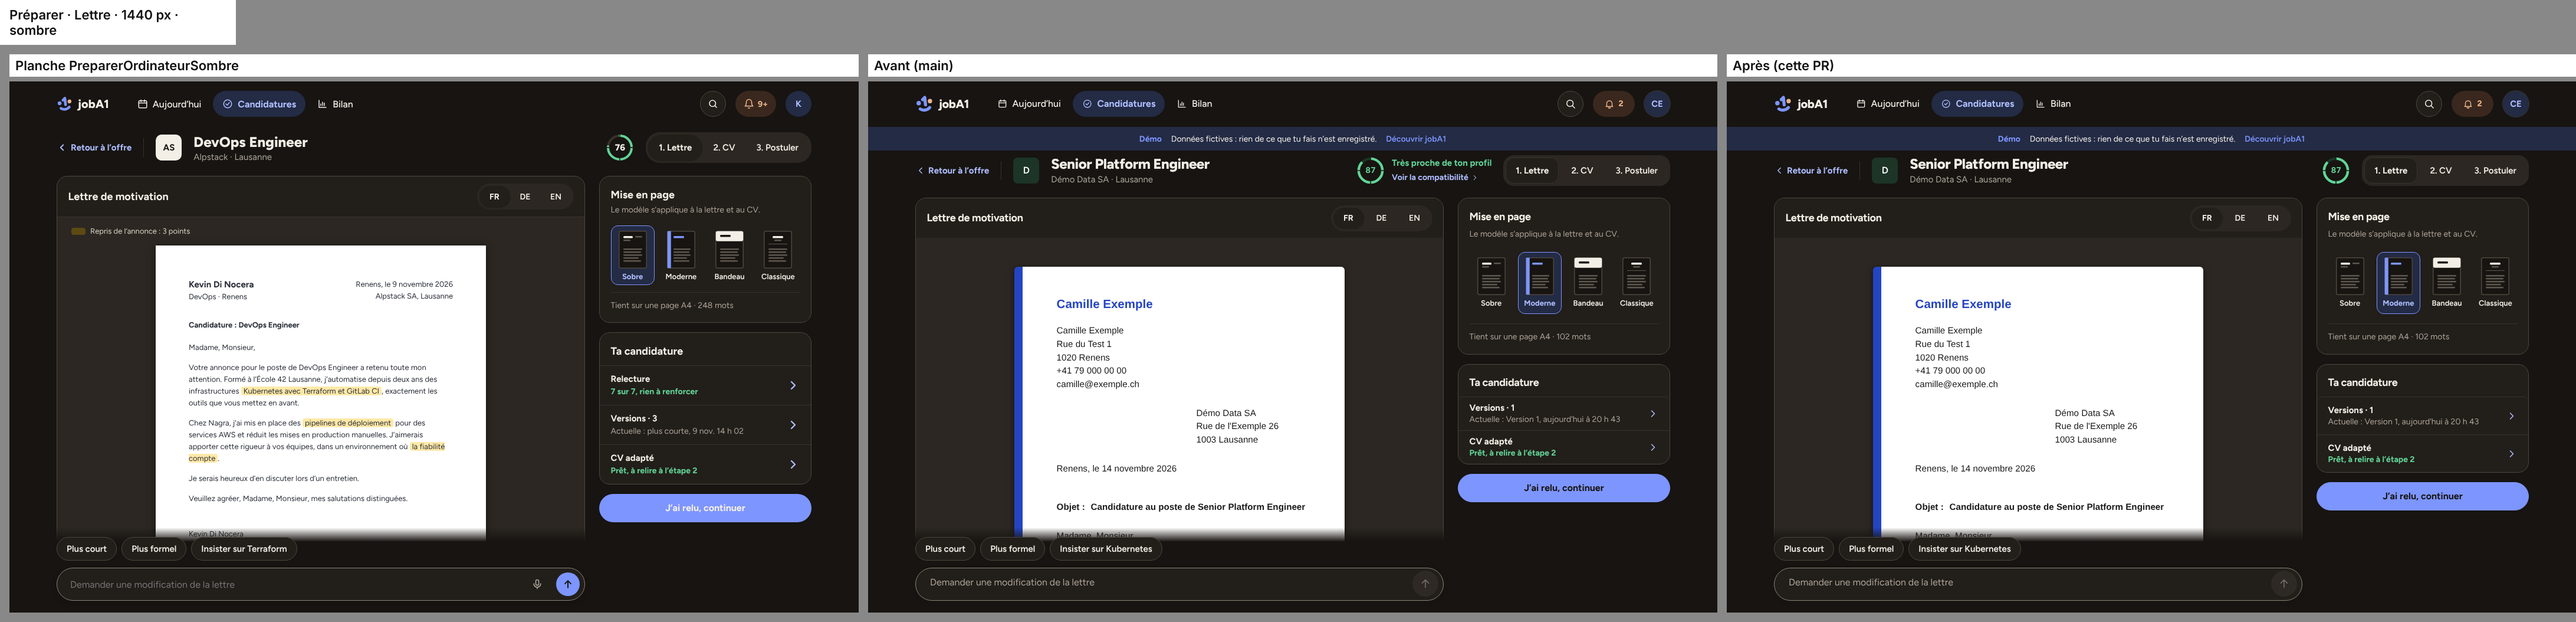 Préparer · Lettre · 1440 px ·
sombre
Planche PreparerOrdinateurSombre
jobA1
Aujourd'hui
Candidatures
Bilan
9+
K
Retour à l'offre
AS
DevOps Engineer
Alpstack · Lausanne
76
1. Lettre
2. CV
3. Postuler
Lettre de motivation
FR
DE
EN
Repris de l'annonce : 3 points
Kevin Di Nocera
DevOps · Renens
Renens, le 9 novembre 2026
Alpstack SA, Lausanne
Candidature : DevOps Engineer
Madame, Monsieur,
Votre annonce pour le poste de DevOps Engineer a retenu toute mon
attention. Formé à l'École 42 Lausanne, j'automatise depuis deux ans des
infrastructures Kubernetes avec Terraform et GitLab CI, exactement les
outils que vous mettez en avant.
Chez Nagra, j'ai mis en place des pipelines de déploiement pour des
services AWS et réduit les mises en production manuelles. J'aimerais
apporter cette rigueur à vos équipes, dans un environnement où la fiabilité
compte.
Je serais heureux d'en discuter lors d'un entretien.
Veuillez agréer, Madame, Monsieur, mes salutations distinguées.
Kevin Di Nocera
Plus court
Plus formel
Insister sur Terraform
Demander une modification de la lettre
Mise en page
Le modèle s'applique à la lettre et au CV.
Sobre
Moderne
Bandeau
Classique
Tient sur une page A4 · 248 mots
Ta candidature
Relecture
7 sur 7, rien à renforcer
Versions · 3
Actuelle : plus courte, 9 nov. 14 h 02
CV adapté
Prêt, à relire à l'étape 2
J'ai relu, continuer
Avant (main)
jobA1
Aujourd'hui
Candidatures
Bilan
2
CE
Démo
Données fictives : rien de ce que tu fais n'est enregistré.
Découvrir jobA1
Retour à l'offre
D
Senior Platform Engineer
Démo Data SA · Lausanne
87
Très proche de ton profil
Voir la compatibilité
1. Lettre
2. CV
3. Postuler
Lettre de motivation
FR
DE
EN
Camille Exemple
Camille Exemple
Rue du Test 1
1020 Renens
+41 79 000 00 00
camille@exemple.ch
Démo Data SA
Rue de l'Exemple 26
1003 Lausanne
Renens, le 14 novembre 2026
Objet : Candidature au poste de Senior Platform Engineer
Madame, Monsieur
Plus court
Plus formel
Insister sur Kubernetes
Demander une modification de la lettre
Mise en page
Le modèle s'applique à la lettre et au CV.
Sobre
Moderne
Bandeau
Classique
Tient sur une page A4 · 102 mots
Ta candidature
Versions · 1
Actuelle : Version 1, aujourd'hui à 20 h 43
CV adapté
Prêt, à relire à l'étape 2
J'ai relu, continuer
Après (cette PR)
jobA1
Aujourd'hui
Candidatures
Bilan
2
CE
Démo
Données fictives : rien de ce que tu fais n'est enregistré.
Découvrir jobA1
Retour à l'offre
D
Senior Platform Engineer
Démo Data SA · Lausanne
87
1. Lettre
2. CV
3. Postuler
Lettre de motivation
FR
DE
EN
Camille Exemple
Camille Exemple
Rue du Test 1
1020 Renens
+41 79 000 00 00
camille@exemple.ch
Démo Data SA
Rue de l'Exemple 26
1003 Lausanne
Renens, le 14 novembre 2026
Objet : Candidature au poste de Senior Platform Engineer
Madame, Monsieur
Plus court
Plus formel
Insister sur Kubernetes
Demander une modification de la lettre
Mise en page
Le modèle s'applique à la lettre et au CV.
Sobre
Moderne
Bandeau
Classique
Tient sur une page A4 · 102 mots
Ta candidature
Versions · 1
Actuelle : Version 1, aujourd'hui à 20 h 43
CV adapté
Prêt, à relire à l'étape 2
J'ai relu, continuer